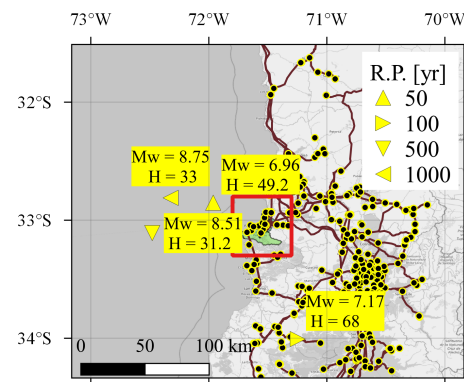 73°W 72°W 71°W 70°W
32°S
33°S
34°S
R.P. [yr]
50
100
500
1000
Mw = 8.75
H = 33
Mw = 6.96
H = 49.2
Mw = 8.51
H = 31.2
Mw = 7.17
H = 68
0 50 100 km